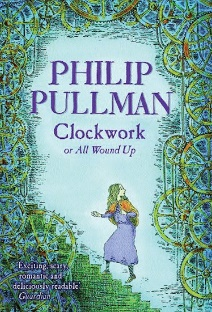 PHILIP
PULLMAN
Clockwork
or All Wound Up
Exciting, scary,
romantic and
deliciously readable
Guardian